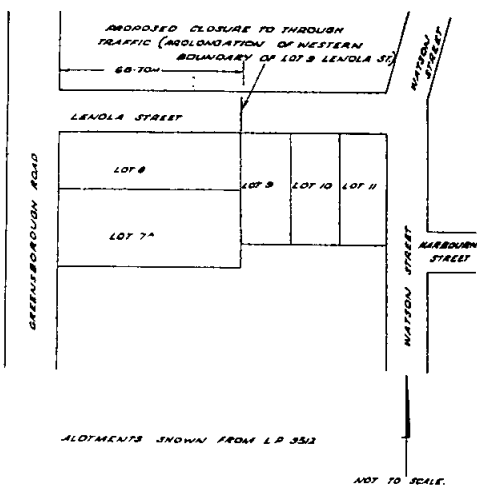 PROPOSED CLOSURE TO THROUGH
TRAFFIC (PROLONGATION OF WESTERN
BOUNDARY OF LOT 9 LENOLA ST)
68·70M
WATSON
STREET
LENOLA STREET
LOT 8
LOT 9
LOT 10
LOT 11
LOT 7A
GREENSBOROUGH ROAD
WATSON STREET
HARBOURN
STREET
ALOTMENTS SHOWN FROM L P 9513
NOT TO SCALE.